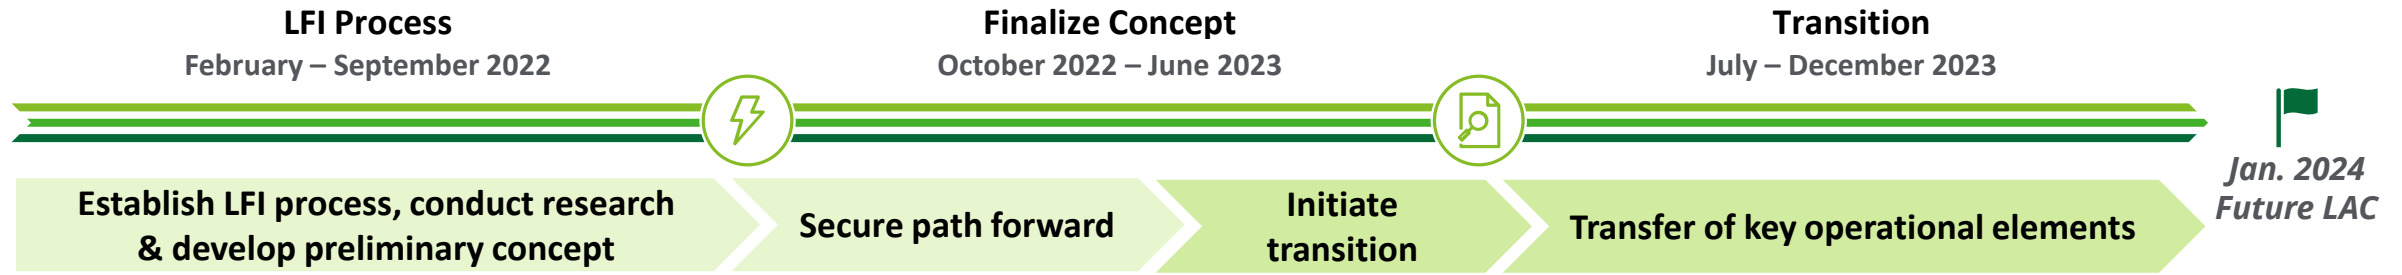 LFI Process
February – September 2022
Finalize Concept
October 2022 – June 2023
Transition
July – December 2023
Jan. 2024
Future LAC
Establish LFI process, conduct research
& develop preliminary concept
Secure path forward
Initiate
transition
Transfer of key operational elements